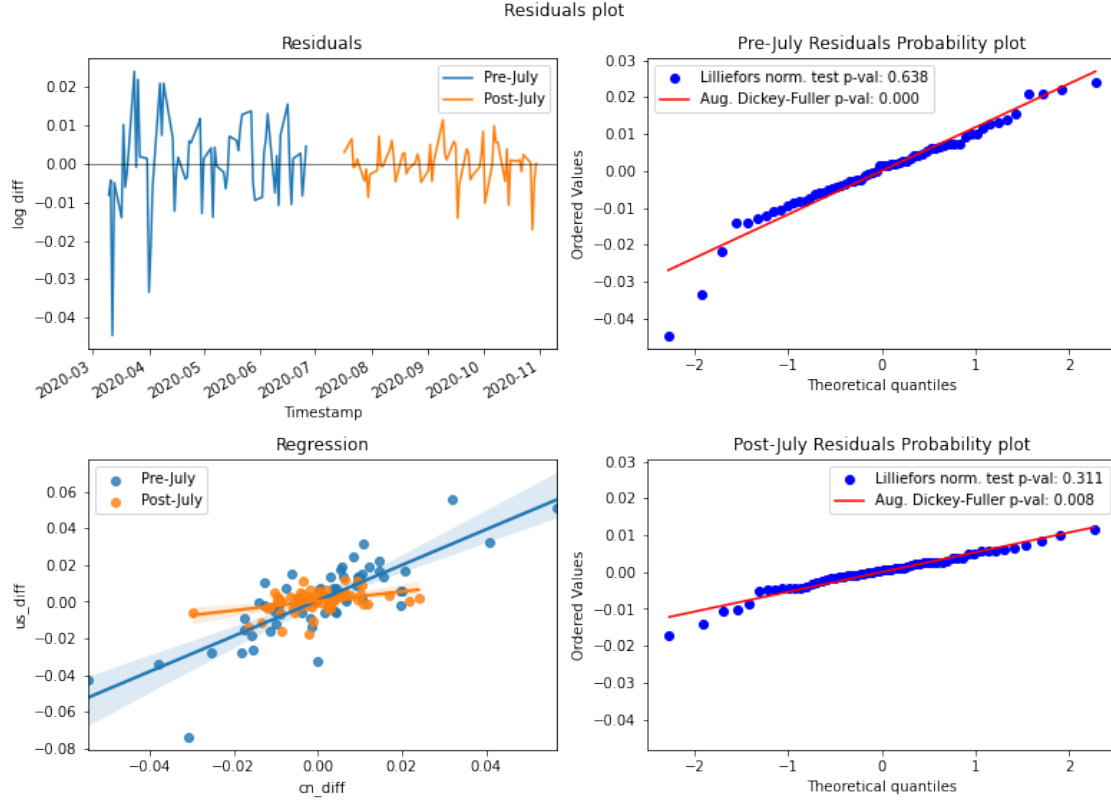 Residuals plot
Residuals
Pre-July
Post-July
0.02
0.01
0.00
−0.01
−0.02
−0.03
−0.04
log diff
2020-03
2020-04
2020-05
2020-06
2020-07
2020-08
2020-09
2020-10
2020-11
Timestamp
Pre-July Residuals Probability plot
Lilliefors norm. test p-val: 0.638
Aug. Dickey-Fuller p-val: 0.000
0.03
0.02
0.01
0.00
−0.01
−0.02
−0.03
−0.04
Ordered Values
−2
−1
0
1
2
Theoretical quantiles
Regression
Pre-July
Post-July
0.06
0.04
0.02
0.00
−0.02
−0.04
−0.06
−0.08
us_diff
−0.04
−0.02
0.00
0.02
0.04
cn_diff
Post-July Residuals Probability plot
Lilliefors norm. test p-val: 0.311
Aug. Dickey-Fuller p-val: 0.008
0.03
0.02
0.01
0.00
−0.01
−0.02
−0.03
−0.04
Ordered Values
−2
−1
0
1
2
Theoretical quantiles